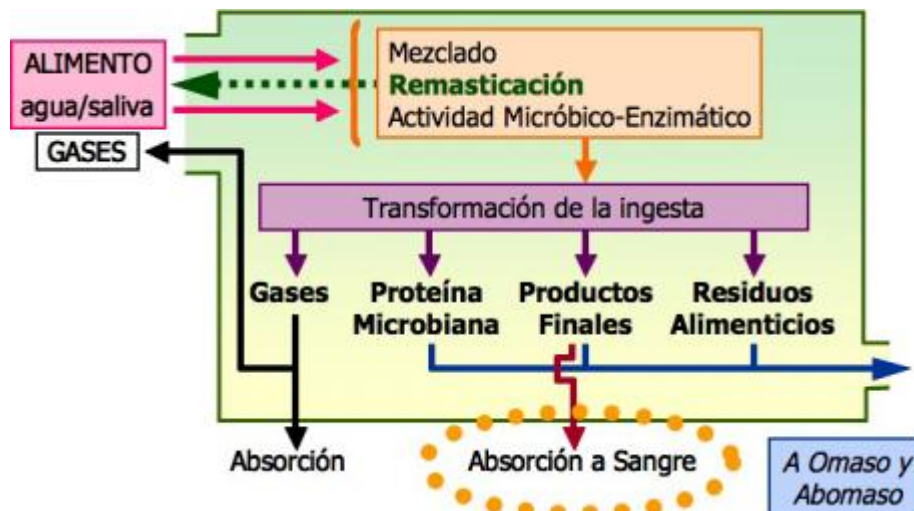 ALIMENTO
agua/saliva
GASES
Mezclado
Remasticación
Actividad Micróbico-Enzimático
Transformación de la ingesta
Gases
Proteína
Microbiana
Productos
Finales
Residuos
Alimenticios
Absorción
Absorción a Sangre
A Omaso y
Abomaso